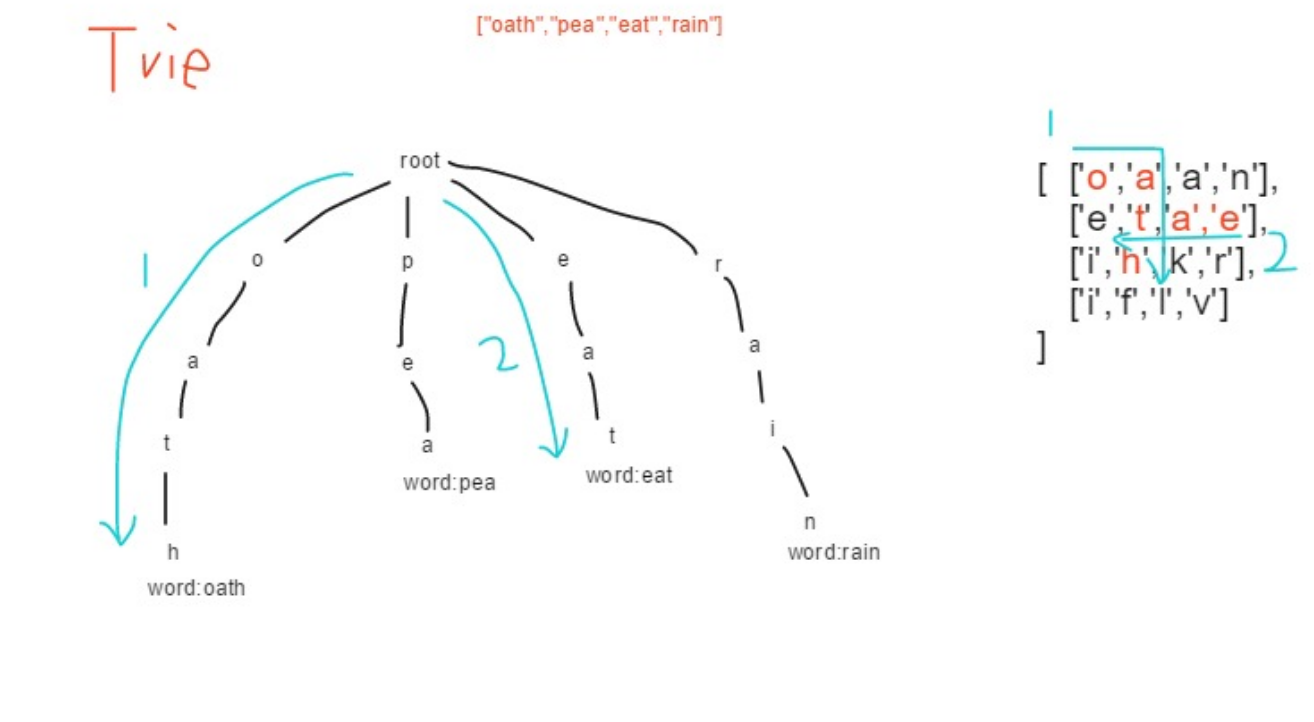 ["oath","pea","eat","rain"]
Trie
root
1
o
p
e
r
a
e
a
a
2
t
a
t
i
word:pea
word:eat
h
n
word:oath
word:rain
1
[ ['o','a','a','n'],
['e','t','a','e'],
2
['i','h','k','r'],
['i','f','l','v']
]